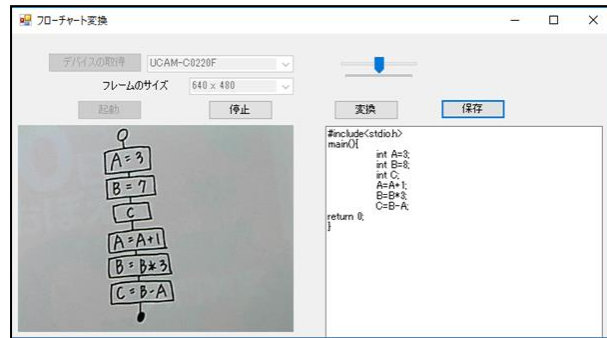 フローチャート変換
デバイスの取得 UCAM-C0220F
フレームのサイズ 640 x 480
起動 停止 変換 保存
A=3
B=7
C
A=A+1
B=B*3
C=B-A
#include<stdio.h>
main(){
int A=3;
int B=8;
int C;
A=A+1;
B=B*3;
C=B-A;
return 0;
}